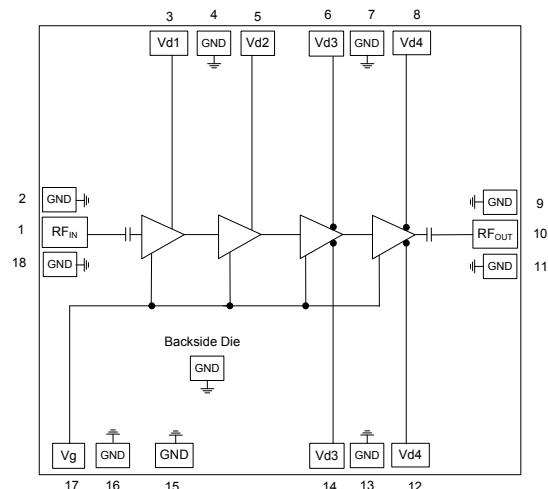 3 4 5 6 7 8
Vd1 GND Vd2 Vd3 GND Vd4
2 GND GND 9
1 RFIN RFOUT 10
18 GND GND 11
Backside Die
GND
Vg GND GND Vd3 GND Vd4
17 16 15 14 13 12